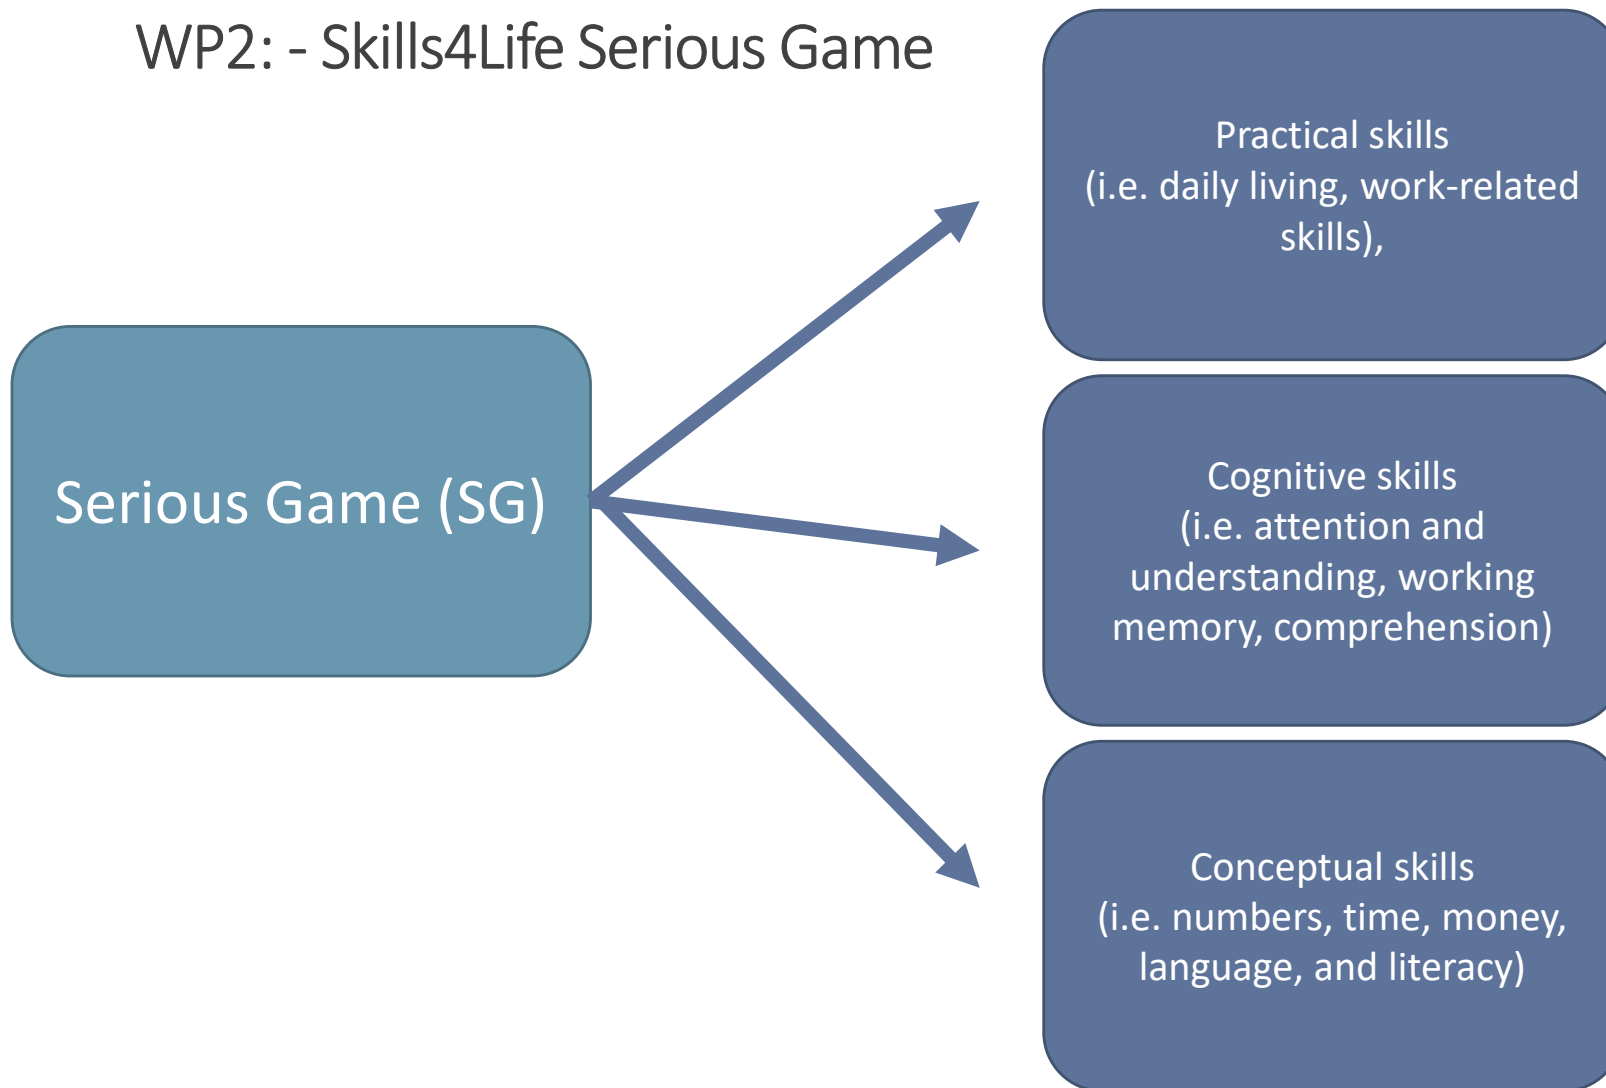 WP2: - Skills4Life Serious Game
Practical skills
(i.e. daily living, work-related
skills),
Serious Game (SG)
Cognitive skills
(i.e. attention and
understanding, working
memory, comprehension)
Conceptual skills
(i.e. numbers, time, money,
language, and literacy)